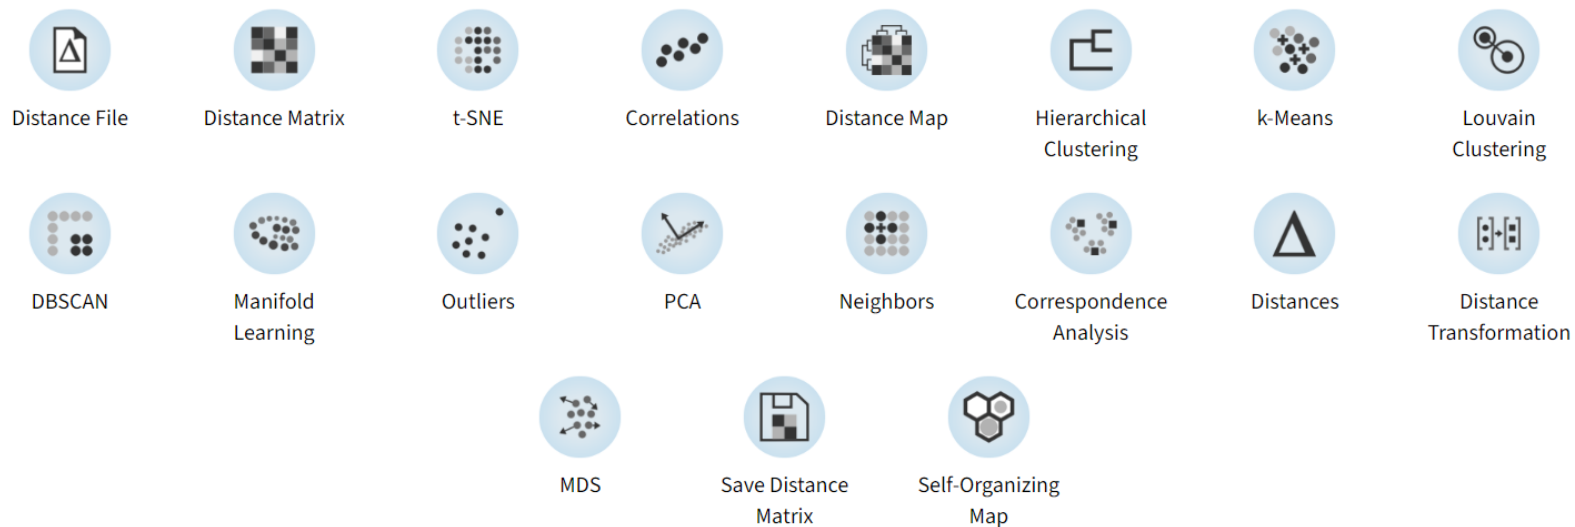 Distance File
Distance Matrix
t-SNE
Correlations
Distance Map
Hierarchical
Clustering
k-Means
Louvain
Clustering
DBSCAN
Manifold
Learning
Outliers
PCA
Neighbors
Correspondence
Analysis
Distances
Distance
Transformation
MDS
Save Distance
Matrix
Self-Organizing
Map